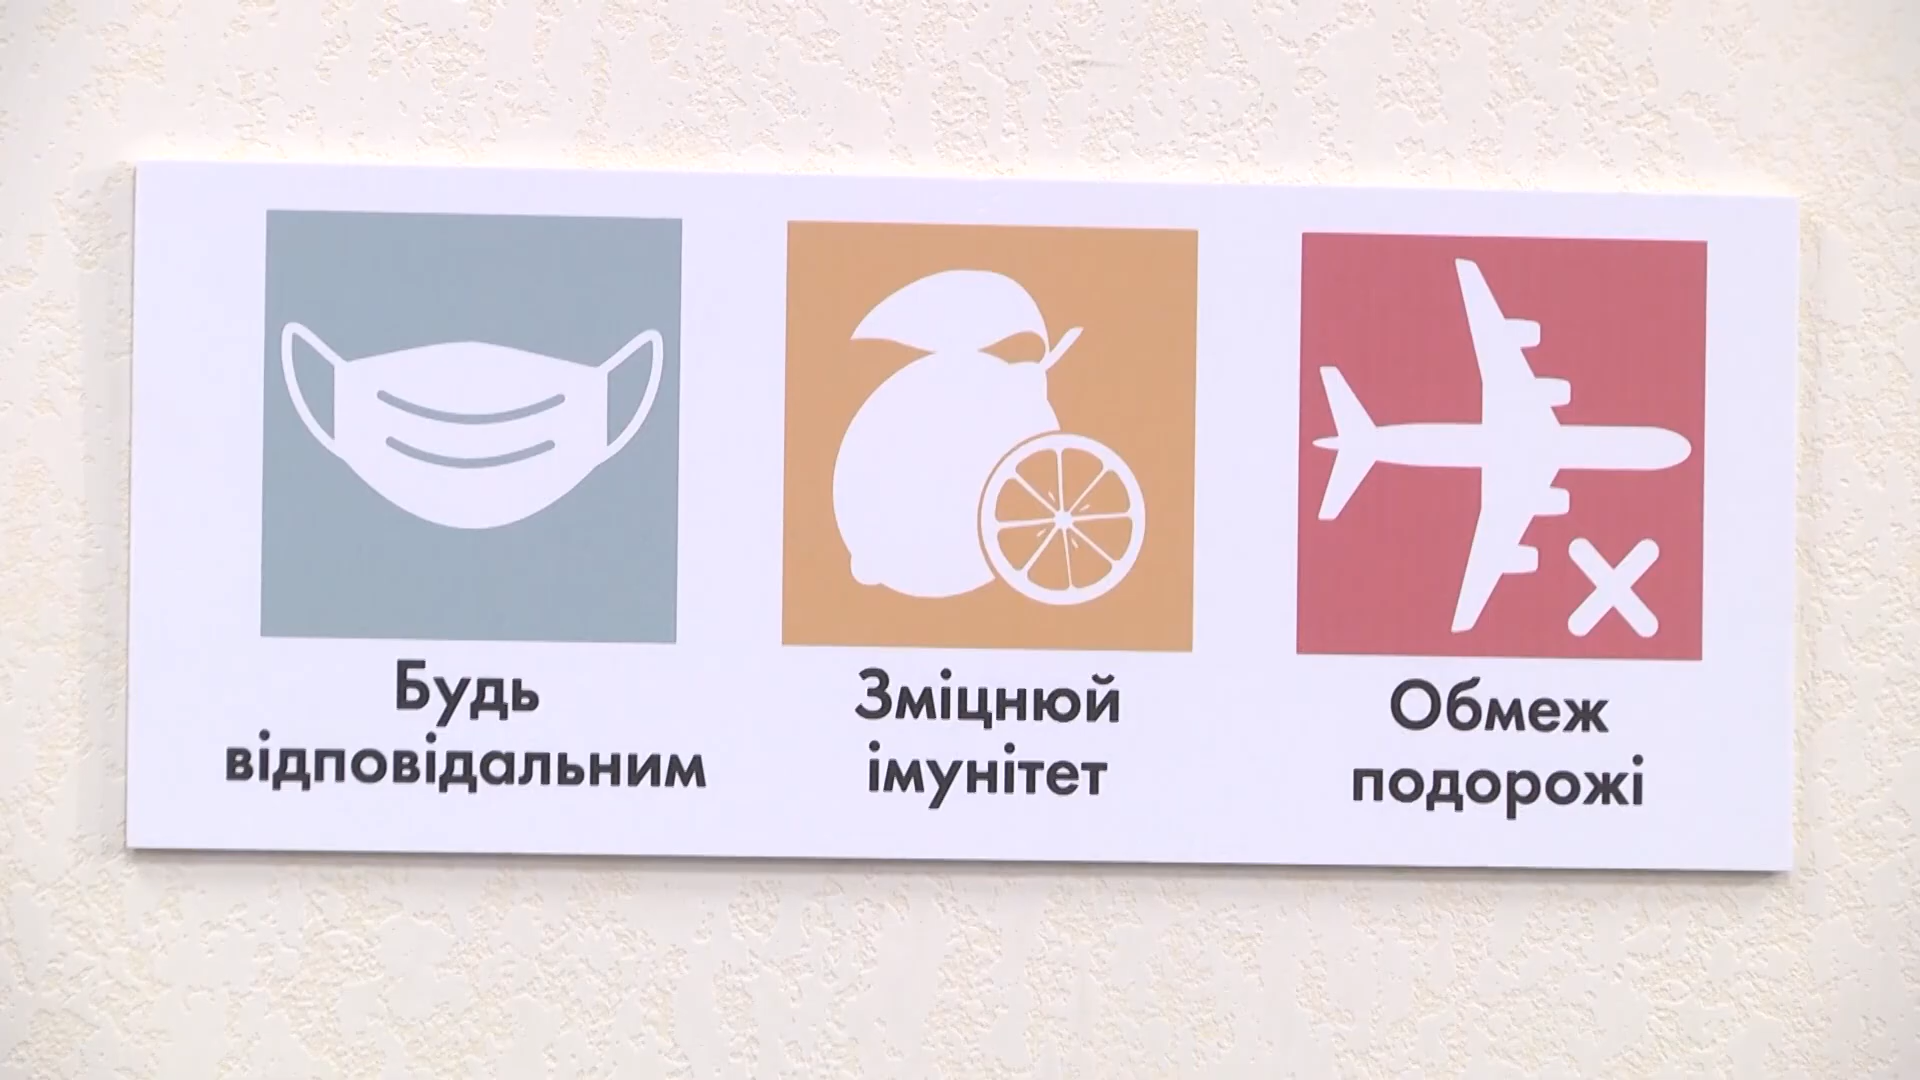 Будь
відповідальним
Зміцнюй
імунітет
Обмеж
подорожі